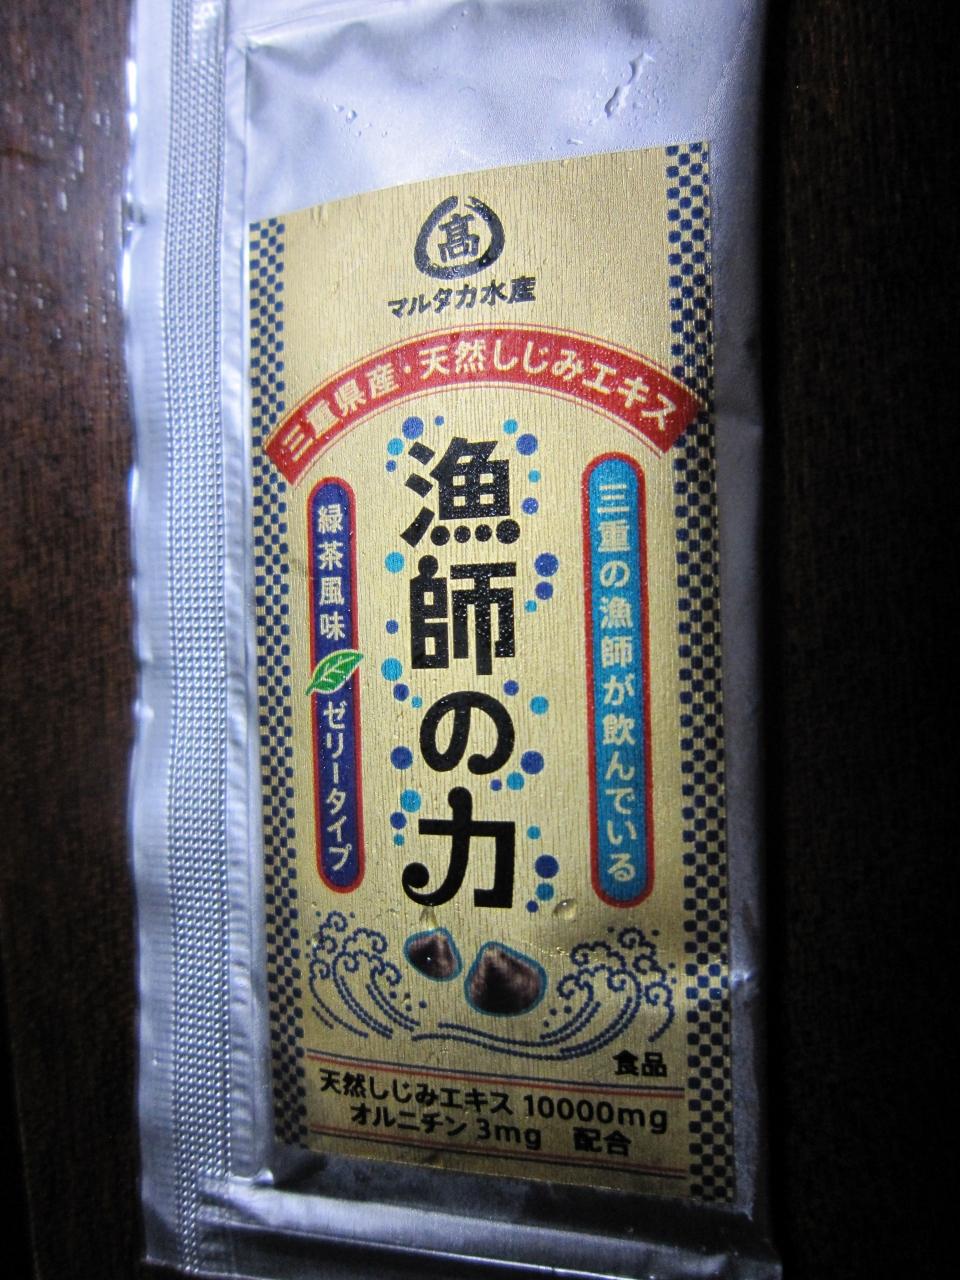 高
マルタカ水産
三重県産・天然しじみエキス
三重の漁師が飲んでいる
漁師の力
緑茶風味
ゼリータイプ
食品
天然しじみエキス 10000mg
オルニチン 3mg 配合